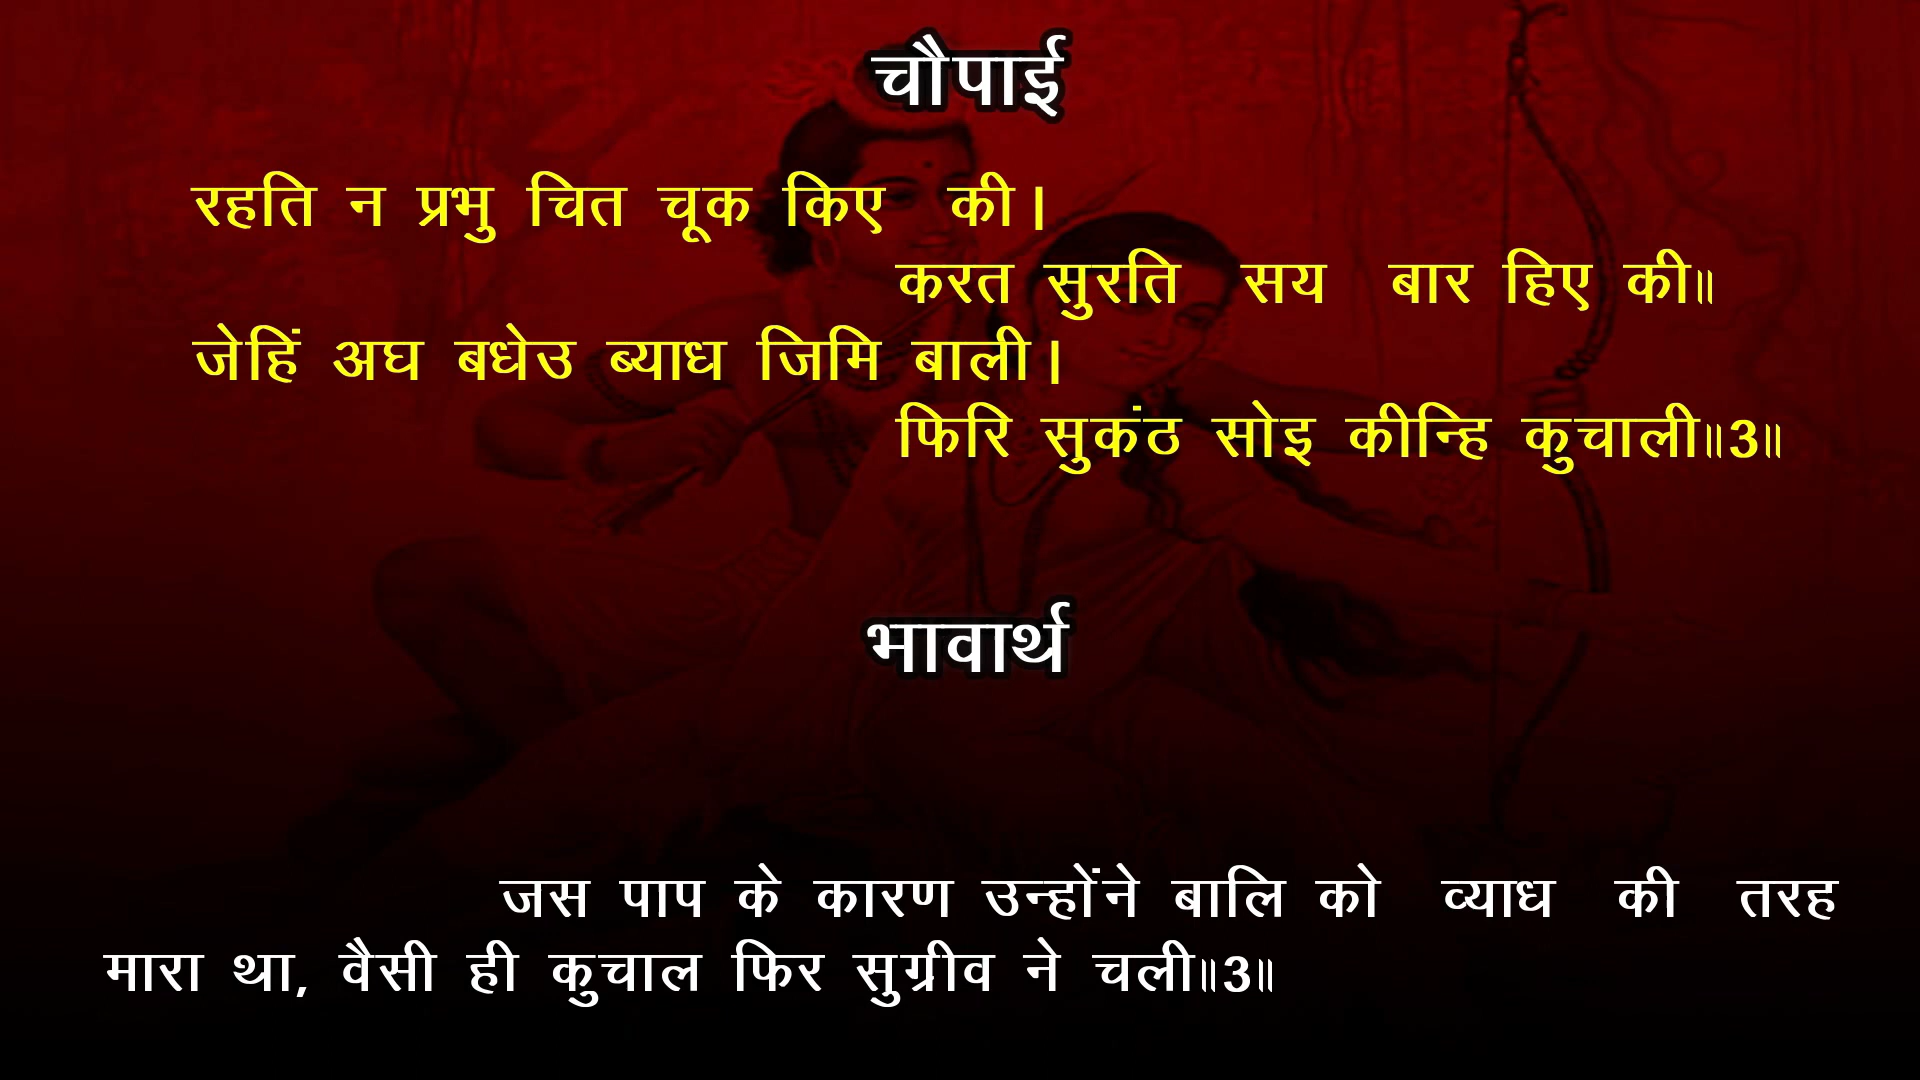 चौपाई
रहति न प्रभु चित चूक किए की।
करत सुरति सय बार हिए की॥
जेहिं अघ बधेउ ब्याध जिमि बाली।
फिरि सुकंठ सोइ कीन्हि कुचाली॥3॥
भावार्थ
जस पाप के कारण उन्होंने बालि को व्याध की तरह
मारा था, वैसी ही कुचाल फिर सुग्रीव ने चली॥3॥